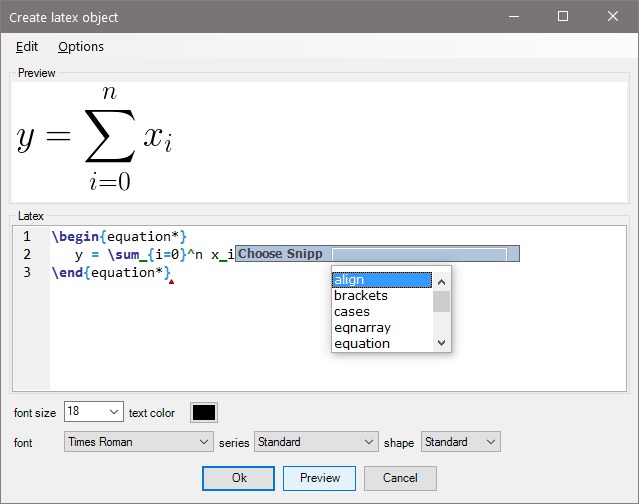 Create latex object
Edit Options
Preview
n
y = ∑ xᵢ
i=0
Latex
1 \begin{equation*}
2 y = \sum_{i=0}^n x_i Choose Snipp
3 \end{equation*}
align
brackets
cases
eqnarray
equation
font size 18 text color
font Times Roman series Standard shape Standard
Ok Preview Cancel